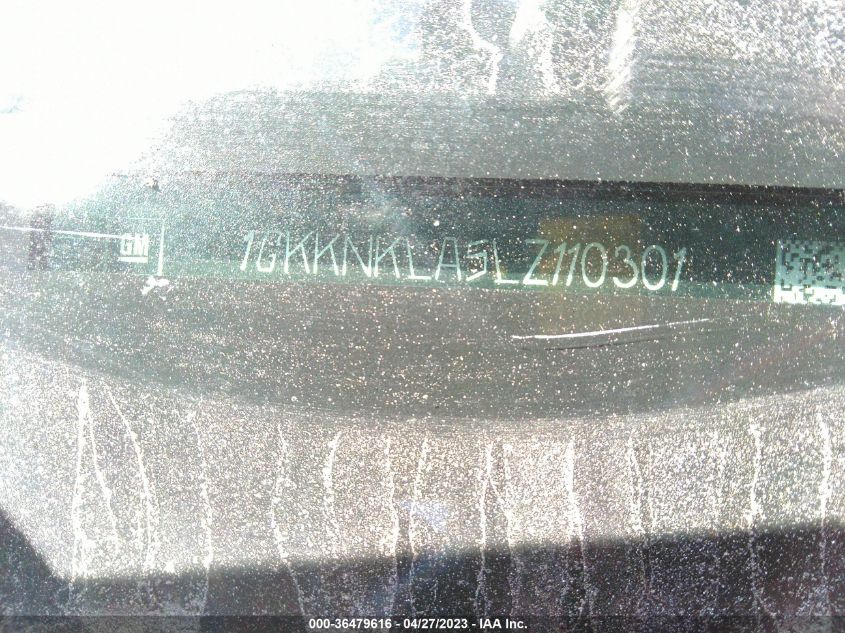 GM 1GKKNKLA5LZ110301
000-36479616 - 04/27/2023 - IAA Inc.